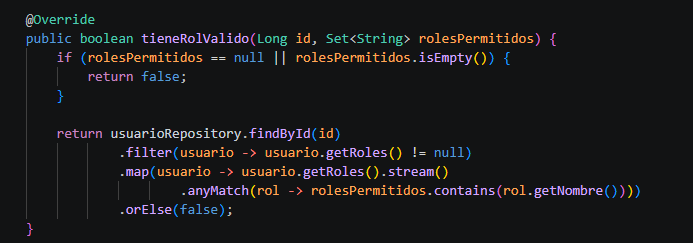 @Override
public boolean tieneRolValido(Long id, Set<String> rolesPermitidos) {
    if (rolesPermitidos == null || rolesPermitidos.isEmpty()) {
        return false;
    }

    return usuarioRepository.findById(id)
            .filter(usuario -> usuario.getRoles() != null)
            .map(usuario -> usuario.getRoles().stream()
                    .anyMatch(rol -> rolesPermitidos.contains(rol.getNombre())))
            .orElse(false);
}